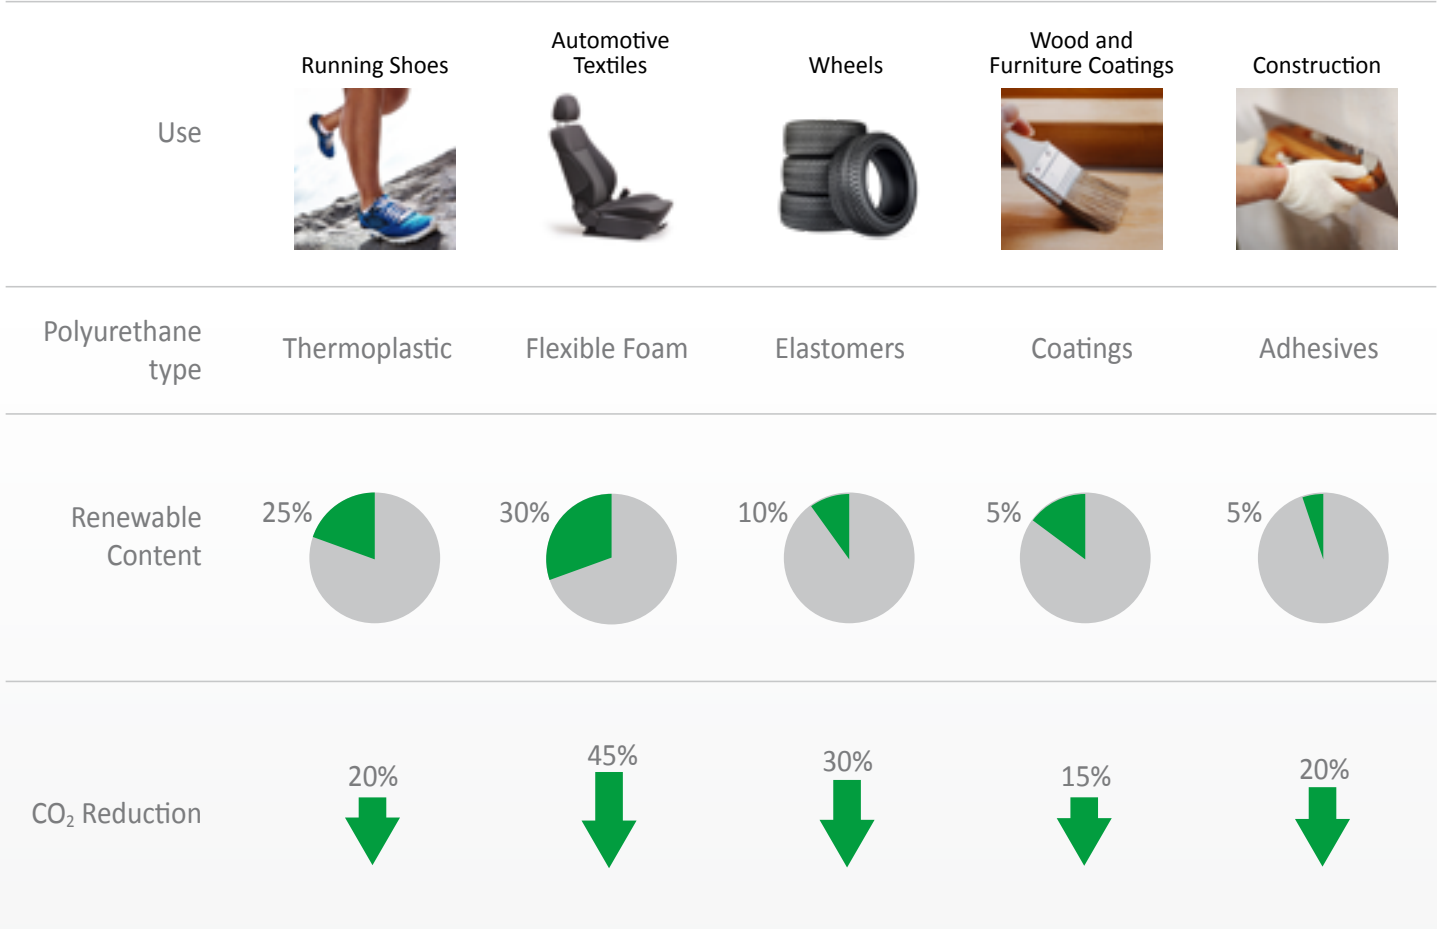 Use
Running Shoes
Automotive
Textiles
Wheels
Wood and
Furniture Coatings
Construction
Polyurethane
type
Thermoplastic
Flexible Foam
Elastomers
Coatings
Adhesives
Renewable
Content
25%
30%
10%
5%
5%
CO₂ Reduction
20%
45%
30%
15%
20%